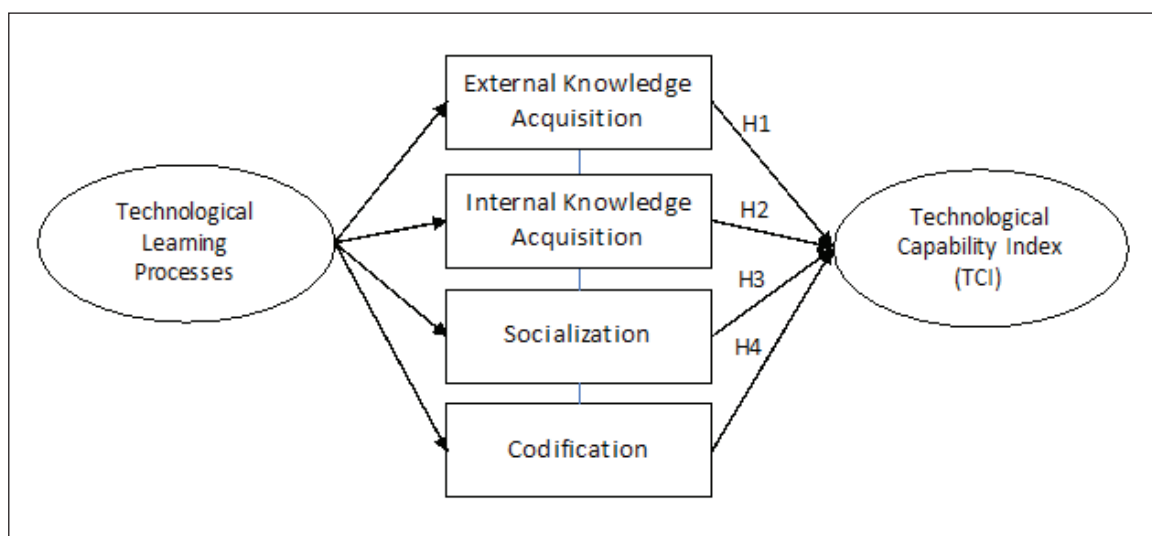 External Knowledge
Acquisition
H1
Internal Knowledge
Acquisition
H2
Technological
Learning
Processes
Technological
Capability Index
(TCI)
H3
Socialization
H4
Codification